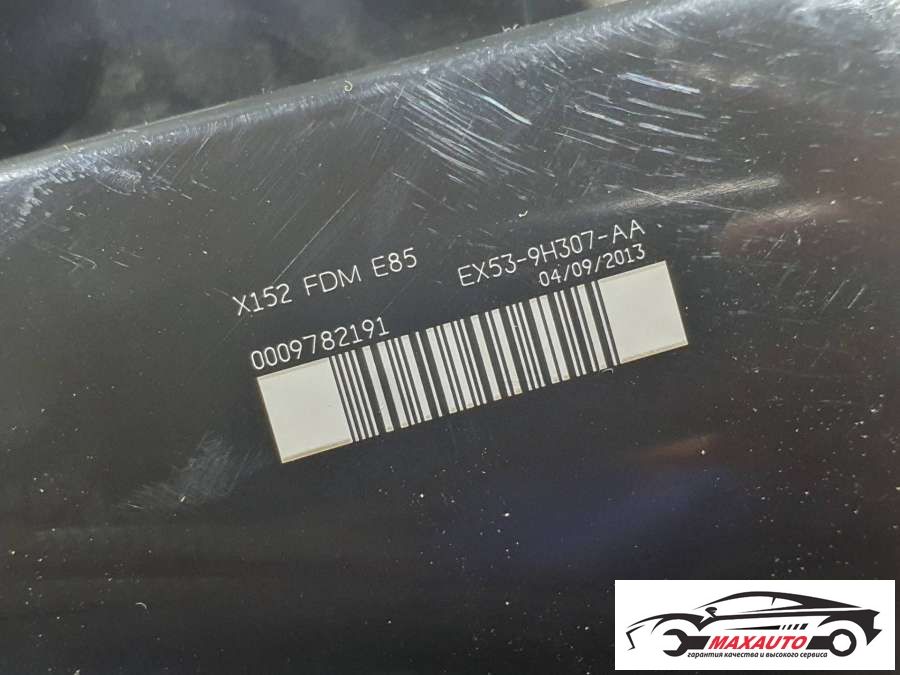 X152 FDM E85
EX53-9H307-AA
04/09/2013
0009782191
MAXAUTO
гарантия качества и высокого сервиса